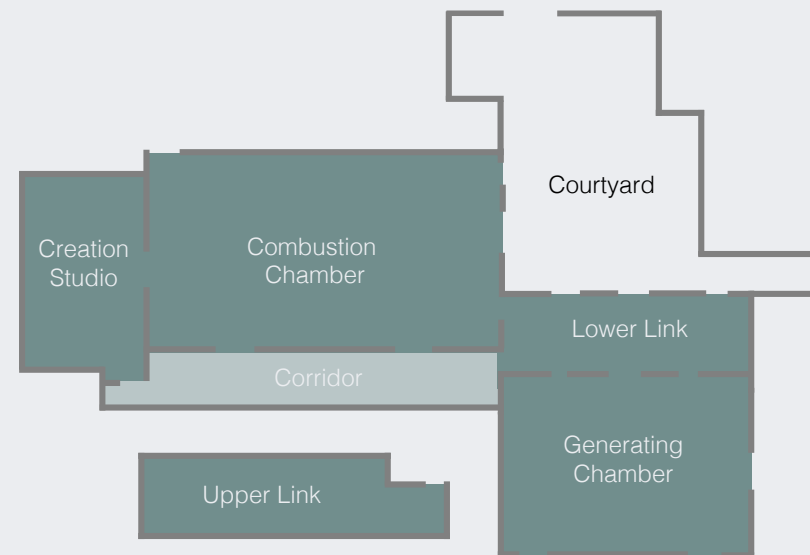 Courtyard
Creation
Studio
Combustion
Chamber
Lower Link
Corridor
Generating
Chamber
Upper Link